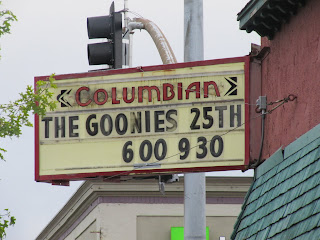 COLUMBIAN
THE GOONIES 25TH
6 00 9 30